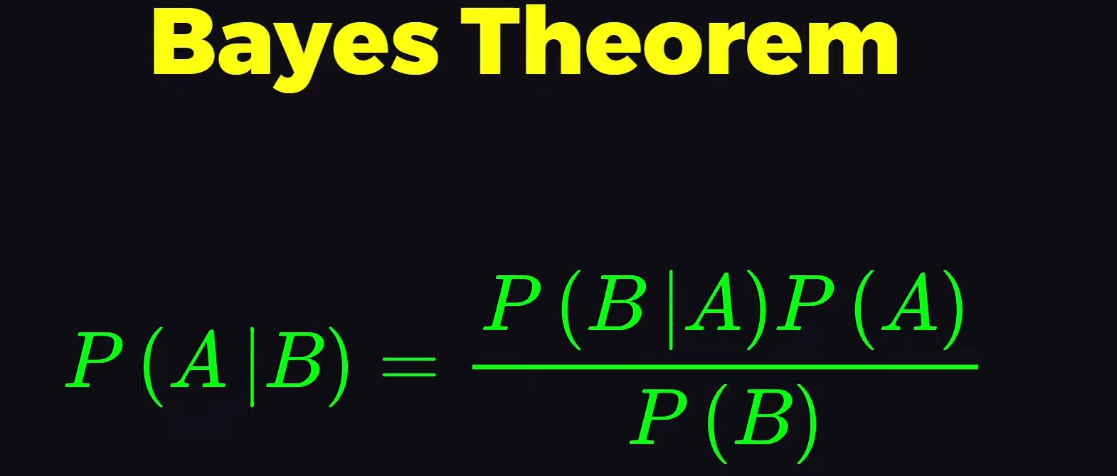 Bayes Theorem
P(A|B) = P(B|A)P(A)
P(B)